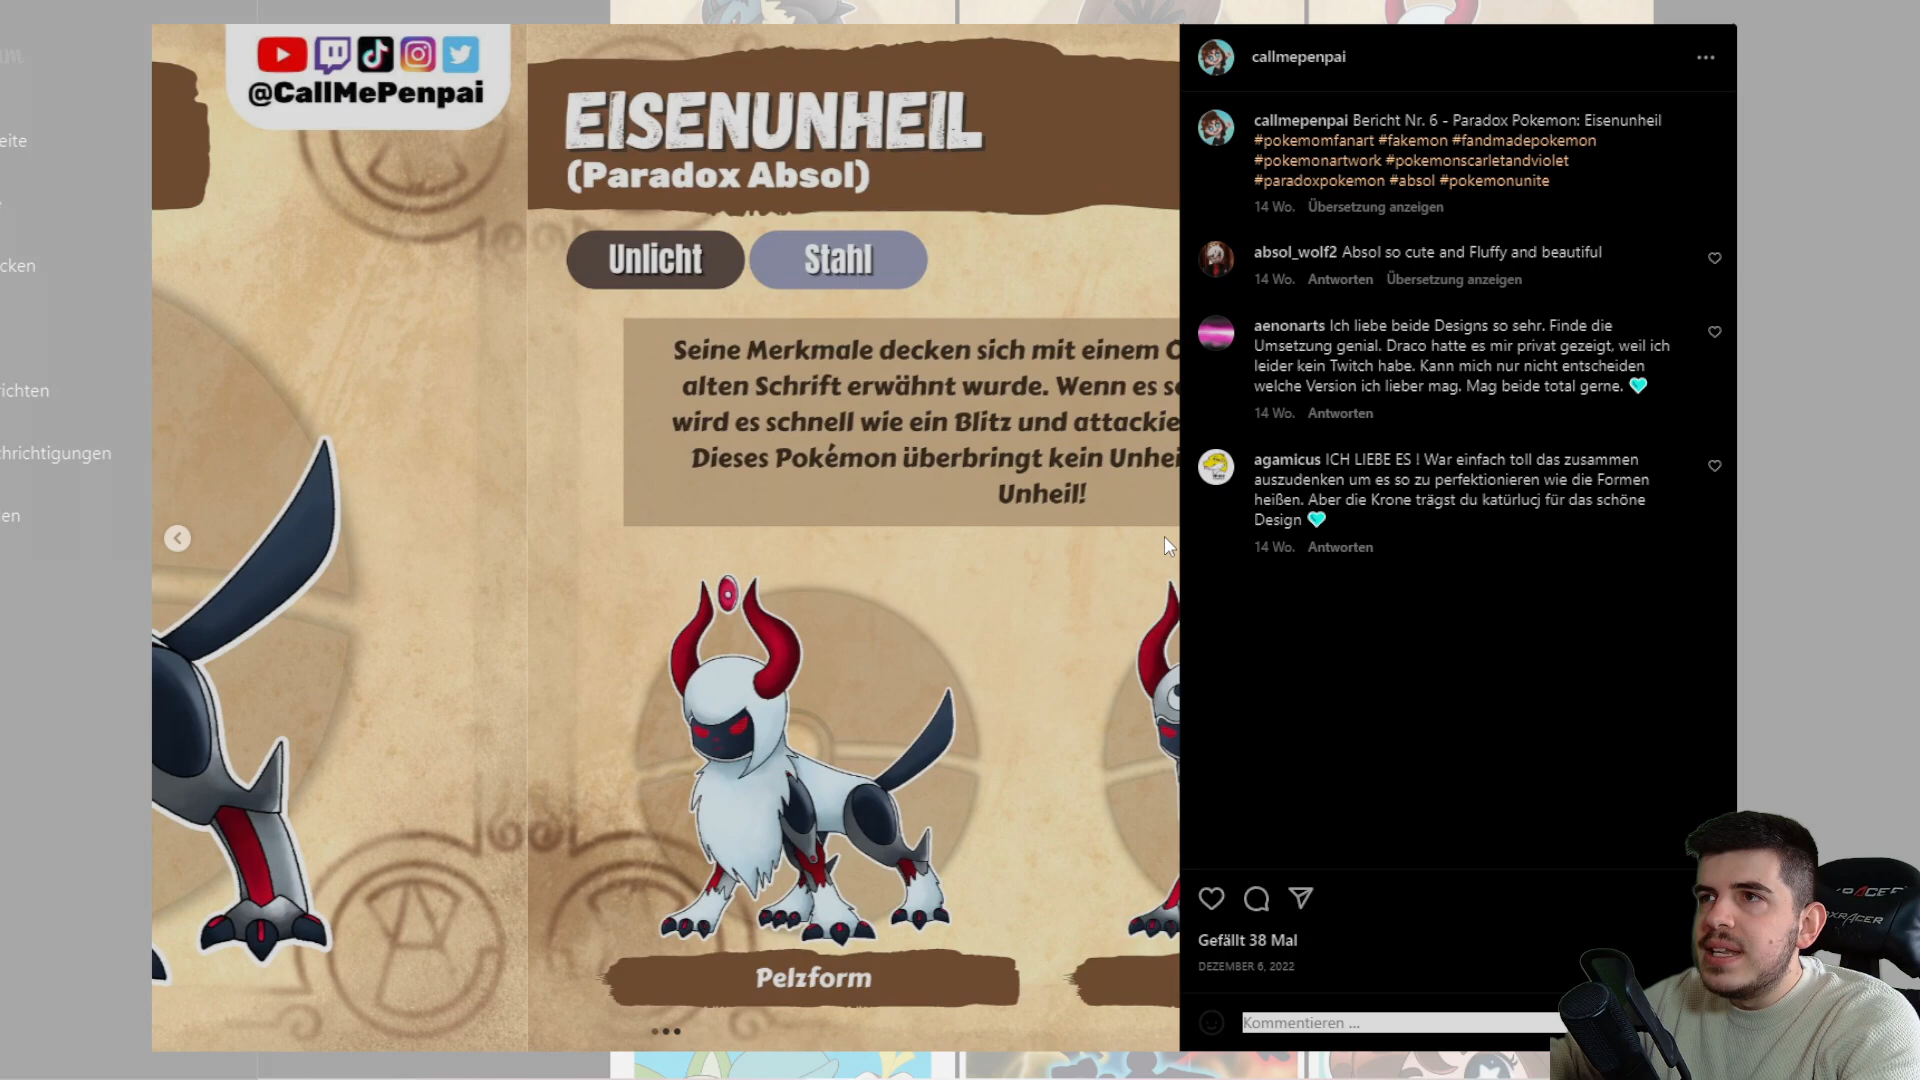 @CallMePenpai
EISENUNHEIL
(Paradox Absol)
Unlicht
Stahl
Seine Merkmale decken sich mit einem
alten Schrift erwähnt wurde. Wenn es
wird es schnell wie ein Blitz und
Dieses Pokémon überbringt kein
Unheil!
Pelzform
eite
cken
richten
chrichtigungen
en
callmepenpai
callmepenpai Bericht Nr. 6 - Paradox Pokemon: Eisenunheil
#pokemomfanart #fakemon #fandmadepokemon
#pokemonartwork #pokemonscarletandviolet
#paradoxpokemon #absol #pokemonunite
14 Wo. Übersetzung anzeigen
absol_wolf2 Absol so cute and Fluffy and beautiful
14 Wo. Antworten Übersetzung anzeigen
aenonarts Ich liebe beide Designs so sehr. Finde die
Umsetzung genial. Draco hatte es mir privat gezeigt, weil ich
leider kein Twitch habe. Kann mich nur nicht entscheiden
welche Version ich lieber mag. Mag beide total gerne. 🩵
14 Wo. Antworten
agamicus ICH LIEBE ES ! War einfach toll das zusammen
auszudenken um es so zu perfektionieren wie die Formen
heißen. Aber die Krone trägst du katürlucj für das schöne
Design 🩵
14 Wo. Antworten
Gefällt 38 Mal
DEZEMBER 6, 2022
Kommentieren ...